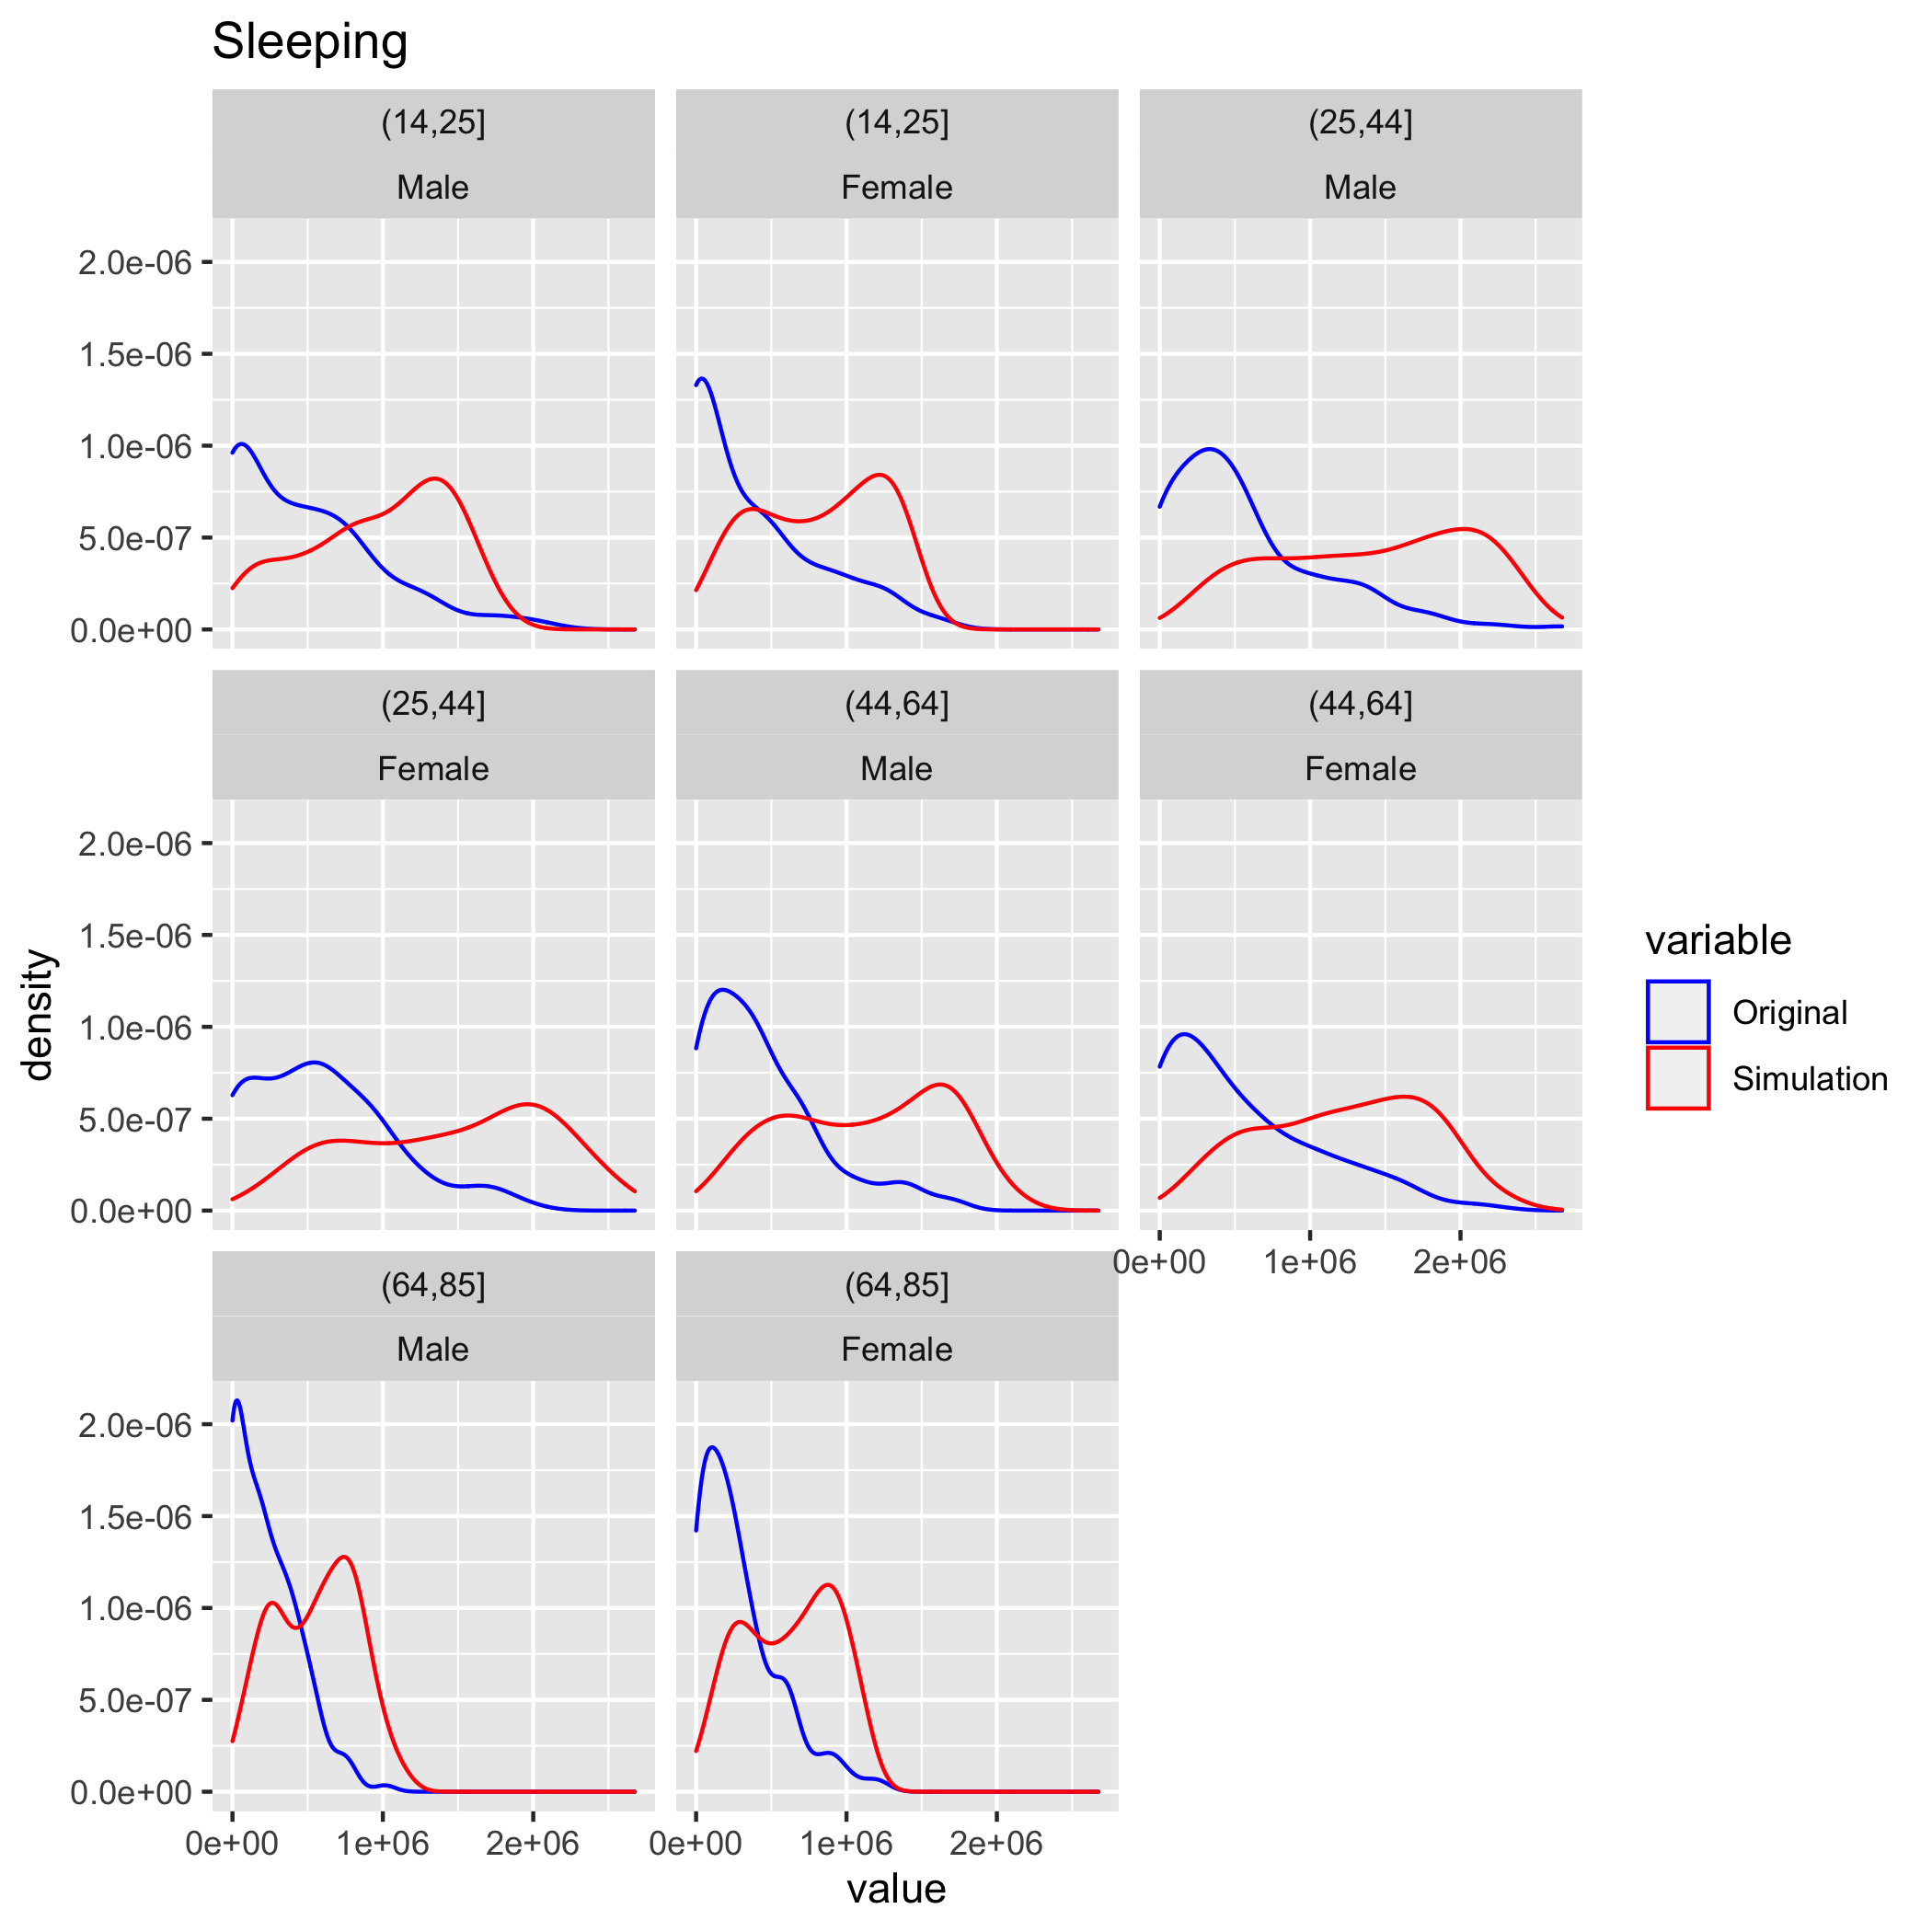 Sleeping
(14,25]
(14,25]
(25,44]
Male
Female
Male
2.0e-06
1.5e-06
1.0e-06
5.0e-07
0.0e+00
(25,44]
(44,64]
(44,64]
Female
Male
Female
2.0e-06
1.5e-06
1.0e-06
5.0e-07
0.0e+00
0e+00 1e+06 2e+06
(64,85]
(64,85]
Male
Female
2.0e-06
1.5e-06
1.0e-06
5.0e-07
0.0e+00
0e+00 1e+06 2e+06
0e+00 1e+06 2e+06
value
density
variable
Original
Simulation